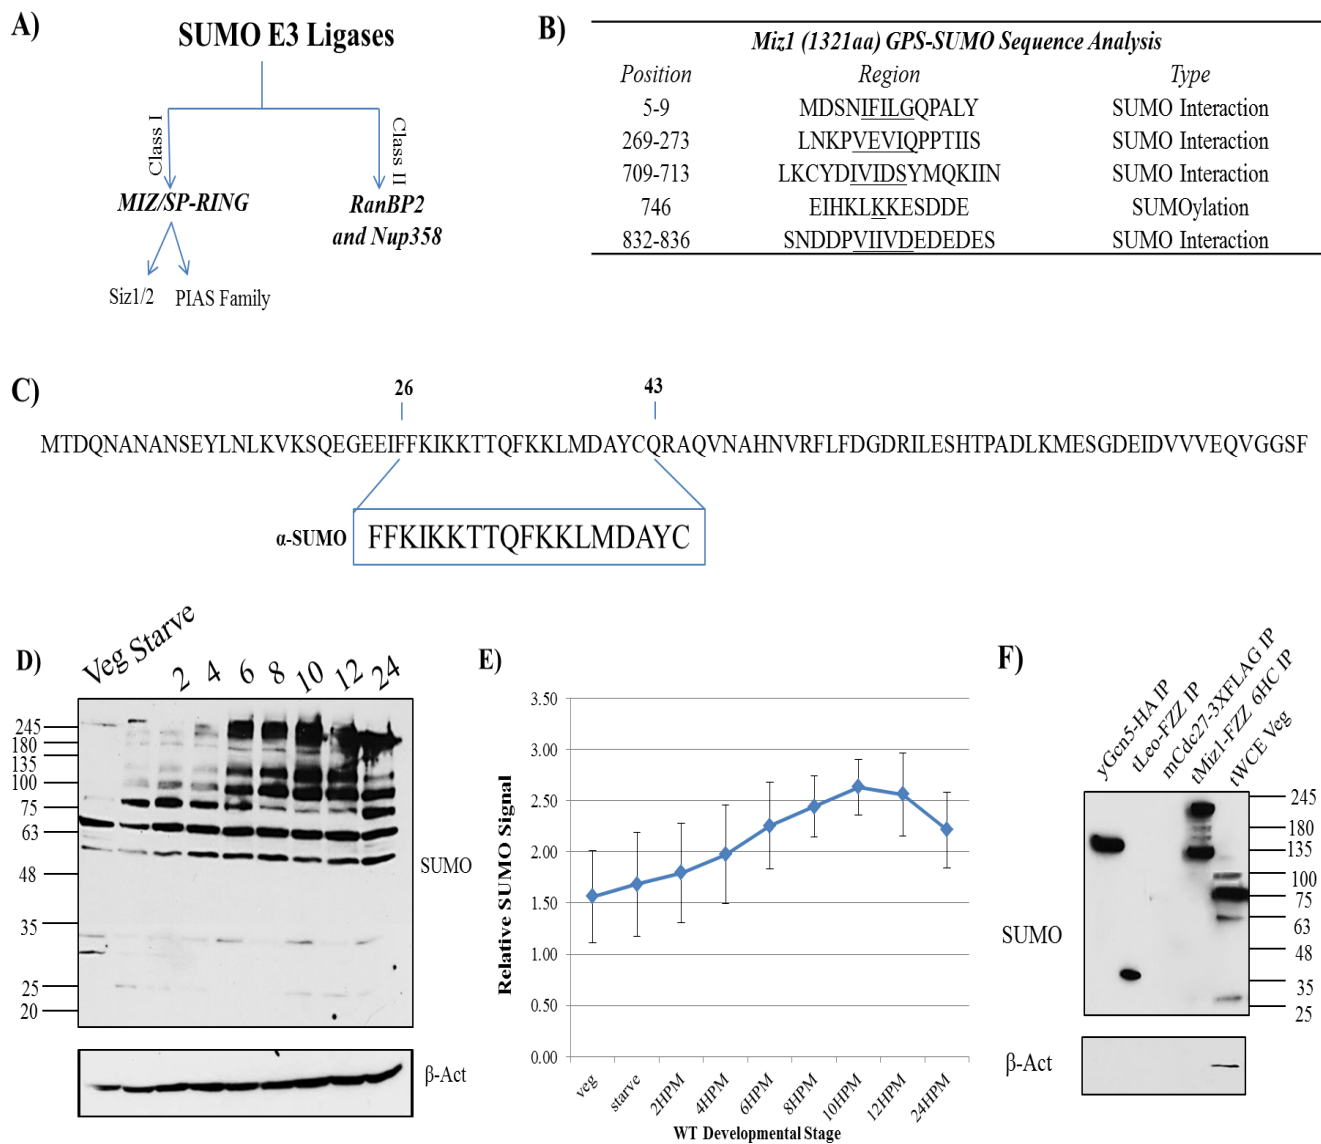 A)
SUMO E3 Ligases
Class I
Class II
MIZ/SP-RING
RanBP2
and Nup358
Siz1/2 PIAS Family
B)
Miz1 (1321aa) GPS-SUMO Sequence Analysis
Position Region Type
5-9 MDSNIFILGQPALY SUMO Interaction
269-273 LNKPVEVIQPPTIIS SUMO Interaction
709-713 LKCYDIVIDSYMQKIIN SUMO Interaction
746 EIHKLKKESDDE SUMOylation
832-836 SNDDPVIIVDEDEDES SUMO Interaction
C)
26 43
MTDQNANANSEYLNLKVKSQEGEEIFFKIKKTTQFKKLMDAYCQRAQVNAHNVRFLFDGDRILESHTPADLKMESGDEIDVVVEQVGGSF
α-SUMO FFKIKKTTQFKKLMDAYC
D)
Veg Starve 2 4 6 8 10 12 24
245
180
135
100
75
63
48
35
25
20
SUMO
β-Act
E)
Relative SUMO Signal
3.50
3.00
2.50
2.00
1.50
1.00
0.50
0.00
veg starve 2HPM 4HPM 6HPM 8HPM 10HPM 12HPM 24HPM
WT Developmental Stage
F)
yGcn5-HA IP
tLeo-FZZ IP
mCdc27-3XFLAG IP
tMiz1-FZZ 6HC IP
tWCE Veg
245
180
135
100
75
63
48
35
25
SUMO
β-Act